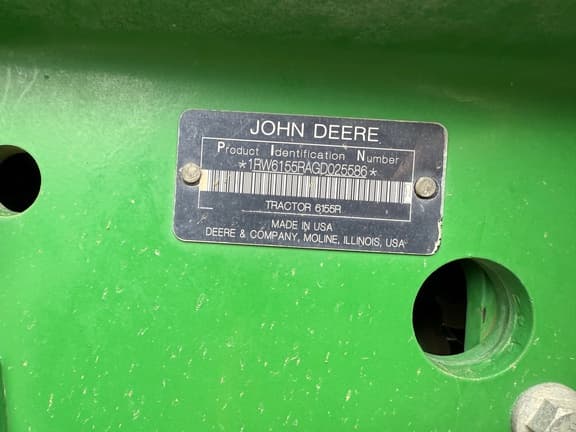 JOHN DEERE
Product Identification Number
*1RW6155RAGD025586*
TRACTOR 6155R
MADE IN USA
DEERE & COMPANY, MOLINE, ILLINOIS, USA